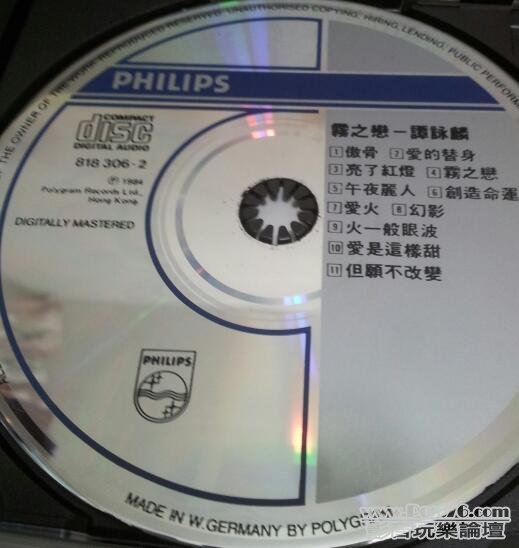 OF THE OWNER OF THE WORK REPRODUCED RESERVED. UNAUTHORISED COPYING, HIRING, LENDING, PUBLIC PERFORM
PHILIPS
COMPACT
disc
DIGITAL AUDIO
818 306-2
Ⓟ 1984
Polygram Records Ltd.,
Hong Kong
DIGITALLY MASTERED
霧之戀－譚詠麟
1 傲骨 2 愛的替身
3 亮了紅燈 4 霧之戀
5 午夜麗人 6 創造命運
7 愛火 8 幻影
9 火一般眼波
10 愛是這樣甜
11 但願不改變
PHILIPS
MADE IN W.GERMANY BY POLYGRAM
玩樂論壇